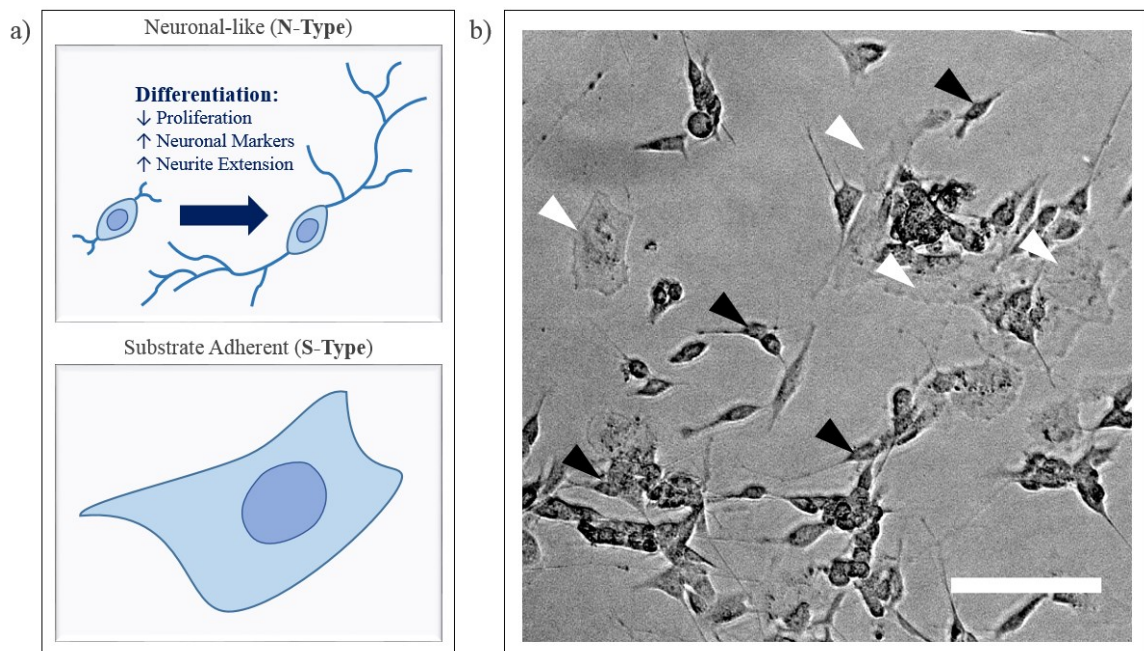 a)
Neuronal-like (N-Type)
Differentiation:
↓ Proliferation
↑ Neuronal Markers
↑ Neurite Extension
Substrate Adherent (S-Type)
b)